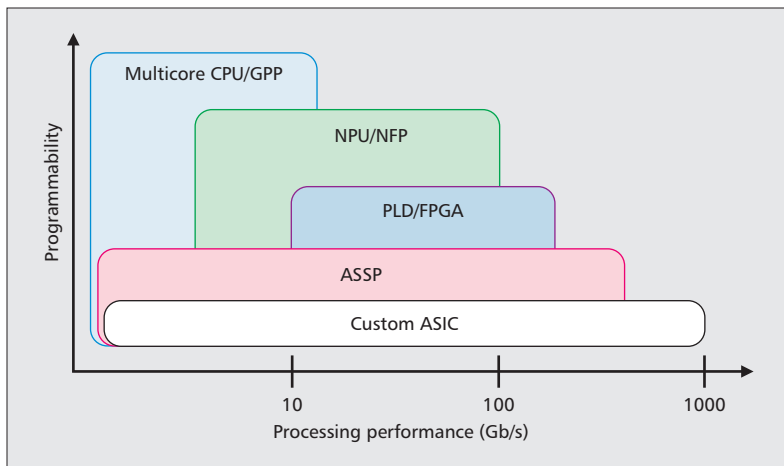 Programmability
Multicore CPU/GPP
NPU/NFP
PLD/FPGA
ASSP
Custom ASIC
10
100
1000
Processing performance (Gb/s)